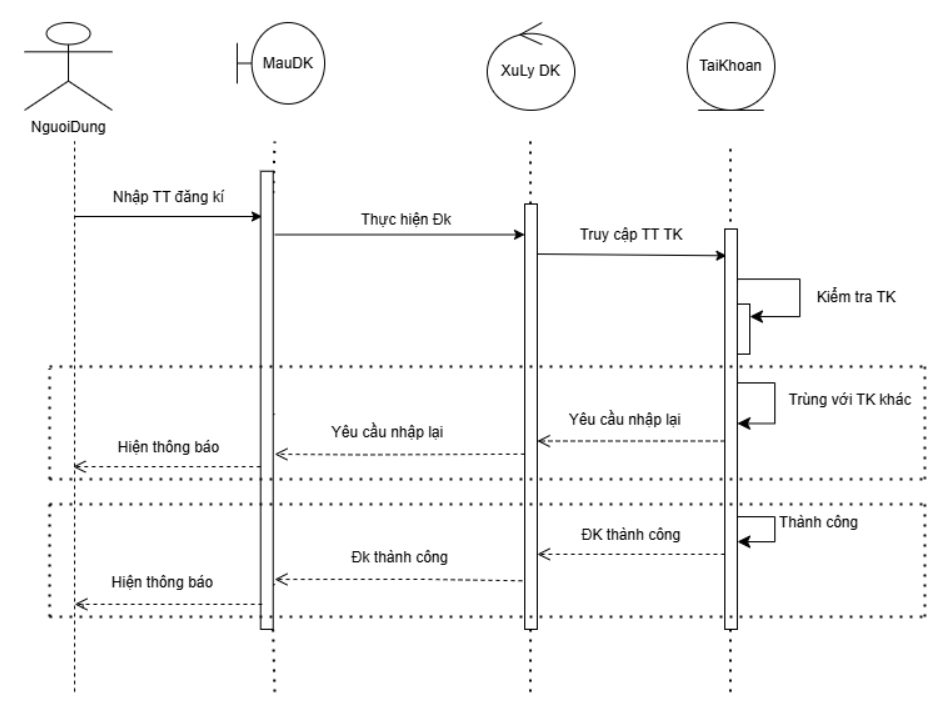 MauDK
XuLy DK
TaiKhoan
NguoiDung
Nhập TT đăng kí
Thực hiện Đk
Truy cập TT TK
Kiểm tra TK
Trùng với TK khác
Yêu cầu nhập lại
Yêu cầu nhập lại
Hiện thông báo
Thành công
ĐK thành công
Đk thành công
Hiện thông báo